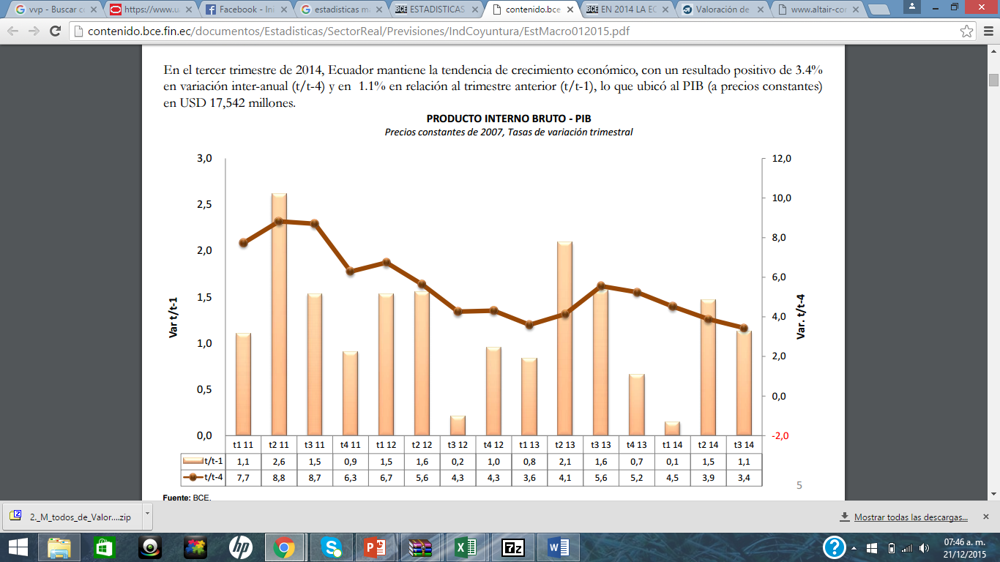 vvp - Buscar c
https://www.u
Facebook - Ini
estadisticas m
BCE ESTADISTICAS
contenido.bce
BCE EN 2014 LA EC
Valoración de
www.altair-co
contenido.bce.fin.ec/documentos/Estadisticas/SectorReal/Previsiones/IndCoyuntura/EstMacro012015.pdf
En el tercer trimestre de 2014, Ecuador mantiene la tendencia de crecimiento económico, con un resultado positivo de 3.4%
en variación inter-anual (t/t-4) y en 1.1% en relación al trimestre anterior (t/t-1), lo que ubicó al PIB (a precios constantes)
en USD 17,542 millones.
PRODUCTO INTERNO BRUTO - PIB
Precios constantes de 2007, Tasas de variación trimestral
Var t/t-1
3,0
2,5
2,0
1,5
1,0
0,5
0,0
12,0
10,0
8,0
6,0
4,0
2,0
0,0
-2,0
Var. t/t-4
t1 11 t2 11 t3 11 t4 11 t1 12 t2 12 t3 12 t4 12 t1 13 t2 13 t3 13 t4 13 t1 14 t2 14 t3 14
t/t-1 1,1 2,6 1,5 0,9 1,5 1,6 0,2 1,0 0,8 2,1 1,6 0,7 0,1 1,5 1,1
t/t-4 7,7 8,8 8,7 6,3 6,7 5,6 4,3 4,3 3,6 4,1 5,6 5,2 4,5 3,9 3,4
5
Fuente: BCE.
2._M_todos_de_Valor....zip
Mostrar todas las descargas...
hp
7z
07:46 a. m.
21/12/2015